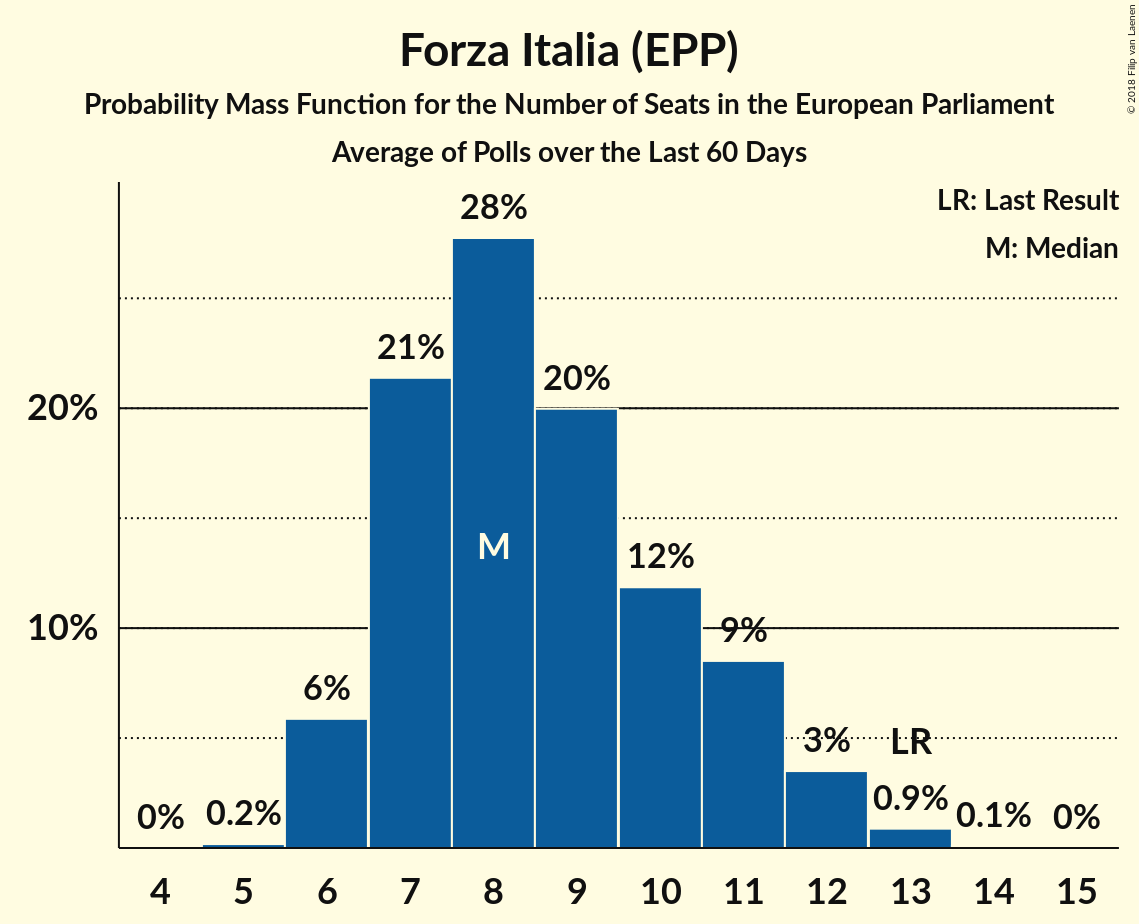 Forza Italia (EPP)
Probability Mass Function for the Number of Seats in the European Parliament
Average of Polls over the Last 60 Days
© 2018 Filip van Laenen
LR: Last Result
M: Median
28%
21%
20%
20%
M
12%
10%
9%
6%
3%
LR
0%
0.2%
0.9%
0.1%
0%
4 5 6 7 8 9 10 11 12 13 14 15